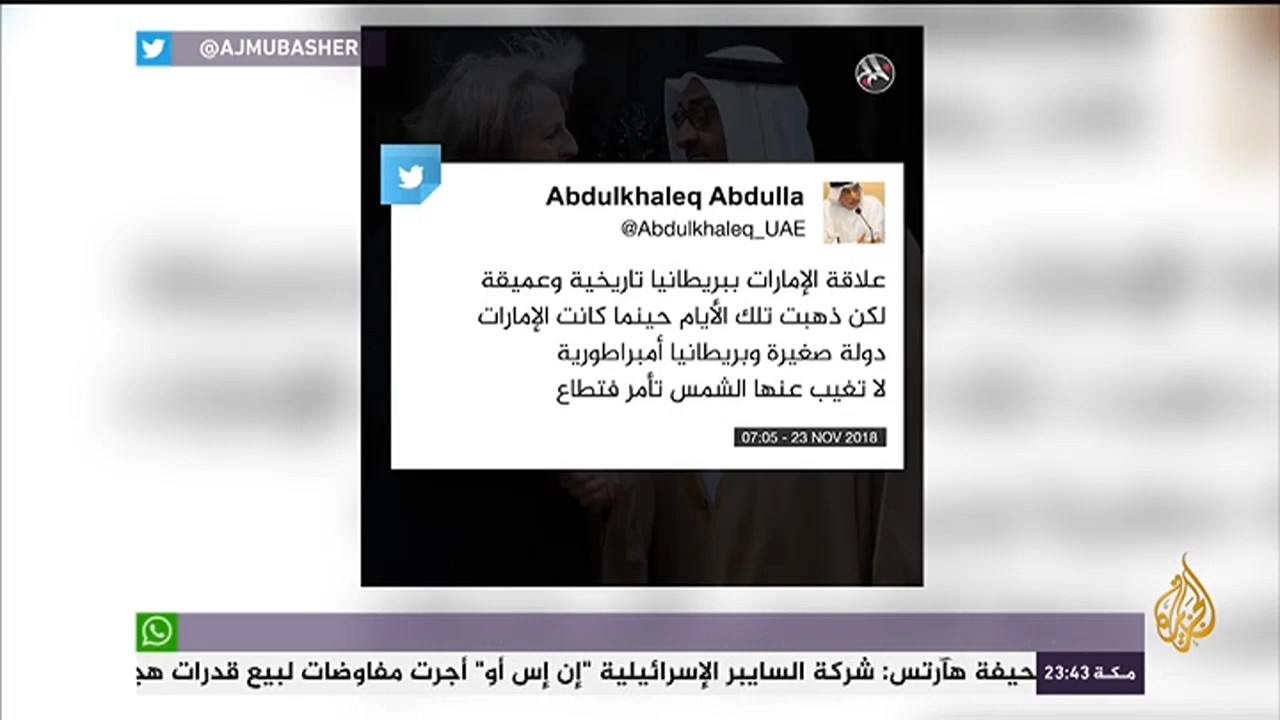 @AJMUBASHER
Abdulkhaleq Abdulla
@Abdulkhaleq_UAE
علاقة الإمارات ببريطانيا تاريخية وعميقة
لكن ذهبت تلك الأيام حينما كانت الإمارات
دولة صغيرة وبريطانيا أمبراطورية
لا تغيب عنها الشمس تأمر فتطاع
07:05 - 23 NOV 2018
مكة 23:43
حيفة هآرتس: شركة السايبر الإسرائيلية "إن إس أو" أجرت مفاوضات لبيع قدرات هج
الجزيرة